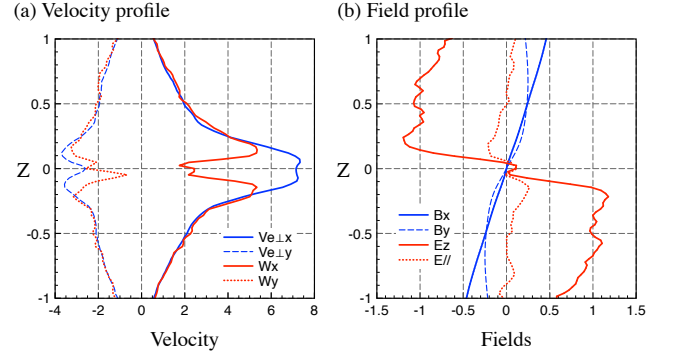 (a) Velocity profile
(b) Field profile
1
0.5
Z 0
-0.5
-1
-4 -2 0 2 4 6 8
Velocity
Ve⊥x
Ve⊥y
Wx
Wy
1
0.5
Z 0
-0.5
-1
-1.5 -1 -0.5 0 0.5 1 1.5
Fields
Bx
By
Ez
E//